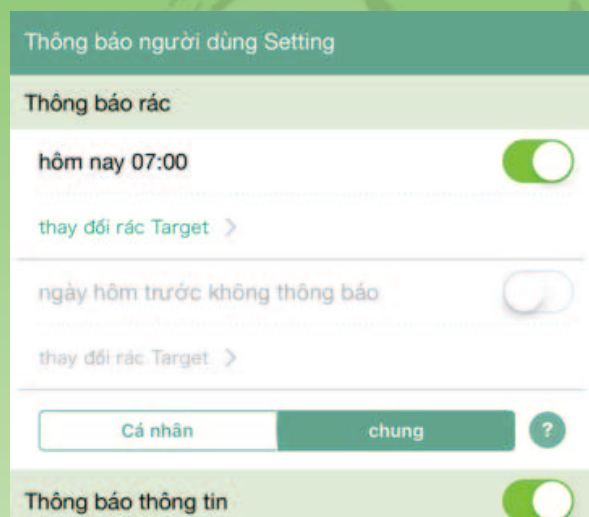 Thông báo người dùng Setting
Thông báo rác
hôm nay 07:00
thay đổi rác Target >
ngày hôm trước không thông báo
thay đổi rác Target >
Cá nhân chung ?
Thông báo thông tin